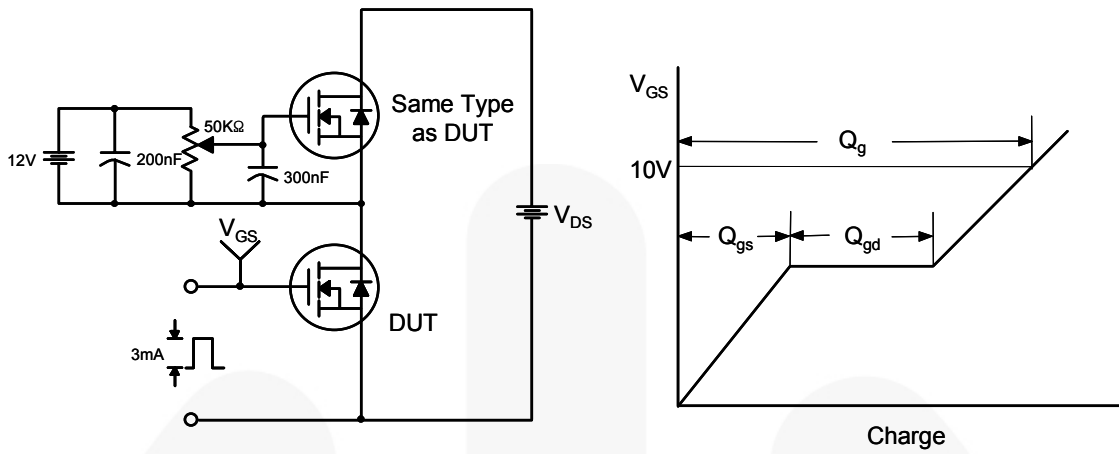 12V
200nF
50KΩ
300nF
Same Type
as DUT
V_DS
V_GS
DUT
3mA
V_GS
10V
Q_g
Q_gs
Q_gd
Charge